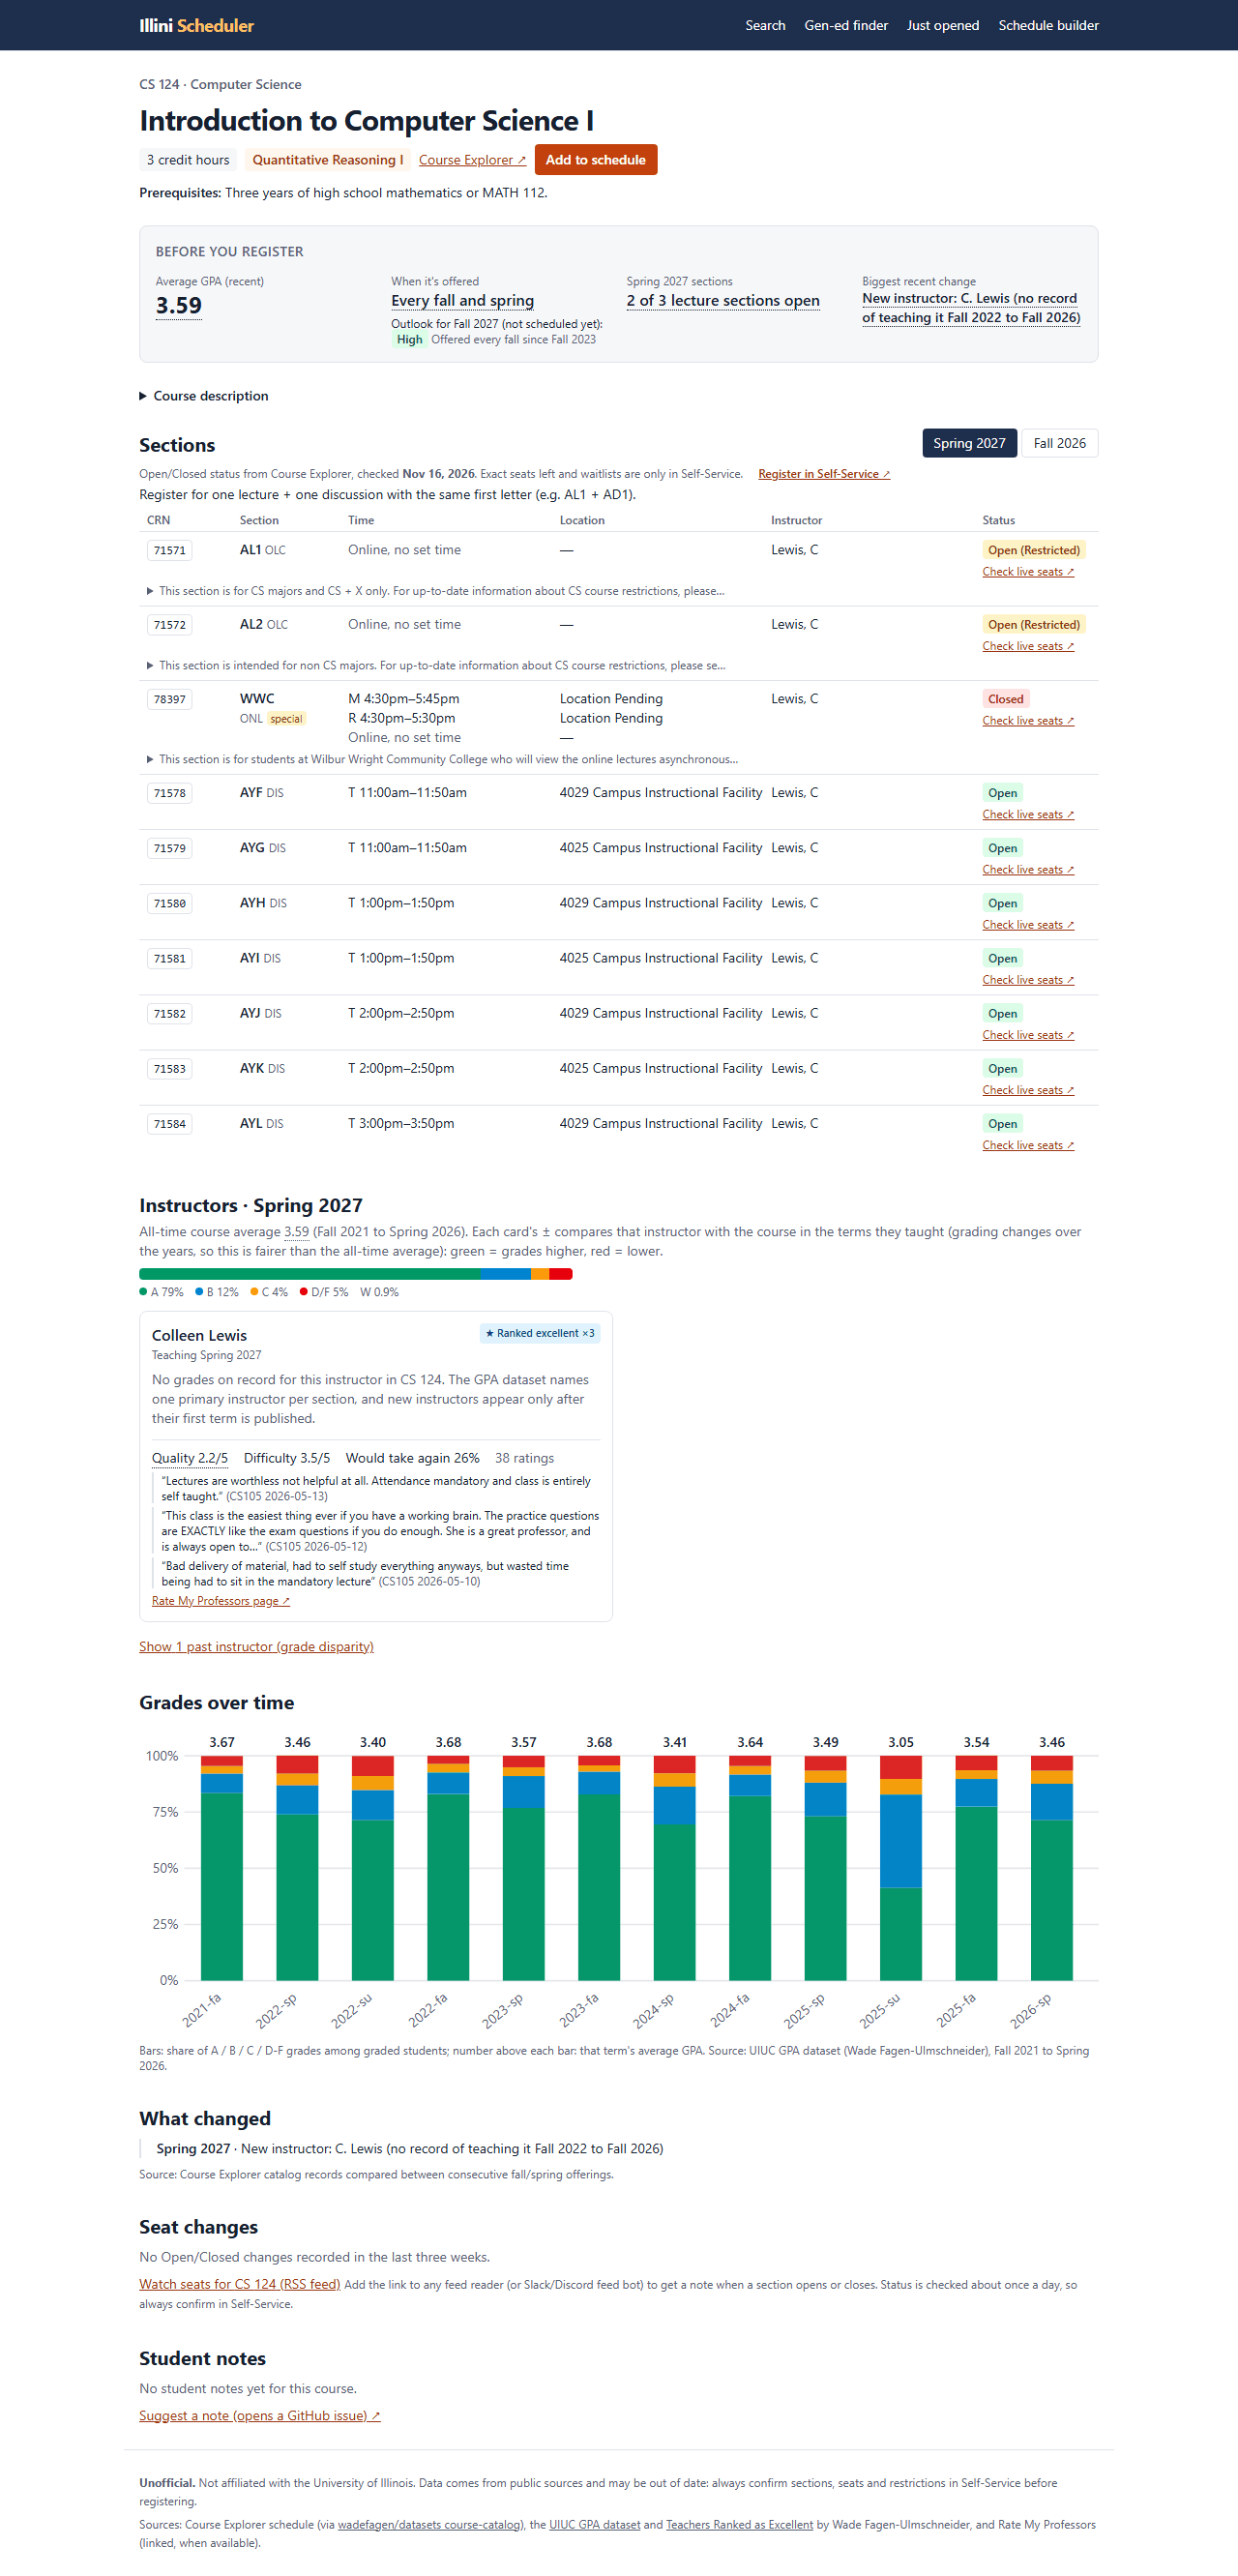 Illini Scheduler
Search Gen-ed finder Just opened Schedule builder
CS 124 · Computer Science
Introduction to Computer Science I
3 credit hours Quantitative Reasoning I Course Explorer ↗ Add to schedule
Prerequisites: Three years of high school mathematics or MATH 112.
BEFORE YOU REGISTER
Average GPA (recent)
3.59
When it's offered
Every fall and spring
Outlook for Fall 2027 (not scheduled yet):
High Offered every fall since Fall 2023
Spring 2027 sections
2 of 3 lecture sections open
Biggest recent change
New instructor: C. Lewis (no record
of teaching it Fall 2022 to Fall 2026)
▶ Course description
Sections
Spring 2027 Fall 2026
Open/Closed status from Course Explorer, checked Nov 16, 2026. Exact seats left and waitlists are only in Self-Service. Register in Self-Service ↗
Register for one lecture + one discussion with the same first letter (e.g. AL1 + AD1).
CRN Section Time Location Instructor Status
71571 AL1 OLC Online, no set time — Lewis, C Open (Restricted)
Check live seats ↗
▶ This section is for CS majors and CS + X only. For up-to-date information about CS course restrictions, please...
71572 AL2 OLC Online, no set time — Lewis, C Open (Restricted)
Check live seats ↗
▶ This section is intended for non CS majors. For up-to-date information about CS course restrictions, please se...
78397 WWC M 4:30pm–5:45pm Location Pending Lewis, C Closed
ONL special R 4:30pm–5:30pm Location Pending Check live seats ↗
Online, no set time —
▶ This section is for students at Wilbur Wright Community College who will view the online lectures asynchronous...
71578 AYF DIS T 11:00am–11:50am 4029 Campus Instructional Facility Lewis, C Open
Check live seats ↗
71579 AYG DIS T 11:00am–11:50am 4025 Campus Instructional Facility Lewis, C Open
Check live seats ↗
71580 AYH DIS T 1:00pm–1:50pm 4029 Campus Instructional Facility Lewis, C Open
Check live seats ↗
71581 AYI DIS T 1:00pm–1:50pm 4025 Campus Instructional Facility Lewis, C Open
Check live seats ↗
71582 AYJ DIS T 2:00pm–2:50pm 4029 Campus Instructional Facility Lewis, C Open
Check live seats ↗
71583 AYK DIS T 2:00pm–2:50pm 4025 Campus Instructional Facility Lewis, C Open
Check live seats ↗
71584 AYL DIS T 3:00pm–3:50pm 4029 Campus Instructional Facility Lewis, C Open
Check live seats ↗
Instructors · Spring 2027
All-time course average 3.59 (Fall 2021 to Spring 2026). Each card's ± compares that instructor with the course in the terms they taught (grading changes over
the years, so this is fairer than the all-time average): green = grades higher, red = lower.
A 79% B 12% C 4% D/F 5% W 0.9%
Colleen Lewis ★ Ranked excellent ×3
Teaching Spring 2027
No grades on record for this instructor in CS 124. The GPA dataset names
one primary instructor per section, and new instructors appear only after
their first term is published.
Quality 2.2/5 Difficulty 3.5/5 Would take again 26% 38 ratings
“Lectures are worthless not helpful at all. Attendance mandatory and class is entirely
self taught.” (CS105 2026-05-13)
“This class is the easiest thing ever if you have a working brain. The practice questions
are EXACTLY like the exam questions if you do enough. She is a great professor, and
is always open to...” (CS105 2026-05-12)
“Bad delivery of material, had to self study everything anyways, but wasted time
being had to sit in the mandatory lecture” (CS105 2026-05-10)
Rate My Professors page ↗
Show 1 past instructor (grade disparity)
Grades over time
3.67 3.46 3.40 3.68 3.57 3.68 3.41 3.64 3.49 3.05 3.54 3.46
100%
75%
50%
25%
0%
2021-fa 2022-sp 2022-su 2022-fa 2023-sp 2023-fa 2024-sp 2024-fa 2025-sp 2025-su 2025-fa 2026-sp
Bars: share of A / B / C / D-F grades among graded students; number above each bar: that term's average GPA. Source: UIUC GPA dataset (Wade Fagen-Ulmschneider), Fall 2021 to Spring
2026.
What changed
Spring 2027 · New instructor: C. Lewis (no record of teaching it Fall 2022 to Fall 2026)
Source: Course Explorer catalog records compared between consecutive fall/spring offerings.
Seat changes
No Open/Closed changes recorded in the last three weeks.
Watch seats for CS 124 (RSS feed) Add the link to any feed reader (or Slack/Discord feed bot) to get a note when a section opens or closes. Status is checked about once a day, so
always confirm in Self-Service.
Student notes
No student notes yet for this course.
Suggest a note (opens a GitHub issue) ↗
Unofficial. Not affiliated with the University of Illinois. Data comes from public sources and may be out of date: always confirm sections, seats and restrictions in Self-Service before
registering.
Sources: Course Explorer schedule (via wadefagen/datasets course-catalog), the UIUC GPA dataset and Teachers Ranked as Excellent by Wade Fagen-Ulmschneider, and Rate My Professors
(linked, when available).